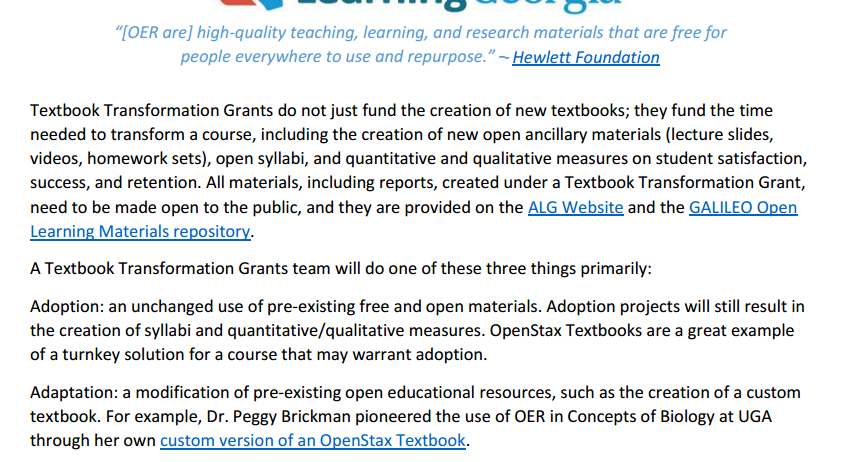 Learning Georgia
“[OER are] high-quality teaching, learning, and research materials that are free for
people everywhere to use and repurpose.” ~ Hewlett Foundation
Textbook Transformation Grants do not just fund the creation of new textbooks; they fund the time
needed to transform a course, including the creation of new open ancillary materials (lecture slides,
videos, homework sets), open syllabi, and quantitative and qualitative measures on student satisfaction,
success, and retention. All materials, including reports, created under a Textbook Transformation Grant,
need to be made open to the public, and they are provided on the ALG Website and the GALILEO Open
Learning Materials repository.
A Textbook Transformation Grants team will do one of these three things primarily:
Adoption: an unchanged use of pre-existing free and open materials. Adoption projects will still result in
the creation of syllabi and quantitative/qualitative measures. OpenStax Textbooks are a great example
of a turnkey solution for a course that may warrant adoption.
Adaptation: a modification of pre-existing open educational resources, such as the creation of a custom
textbook. For example, Dr. Peggy Brickman pioneered the use of OER in Concepts of Biology at UGA
through her own custom version of an OpenStax Textbook.